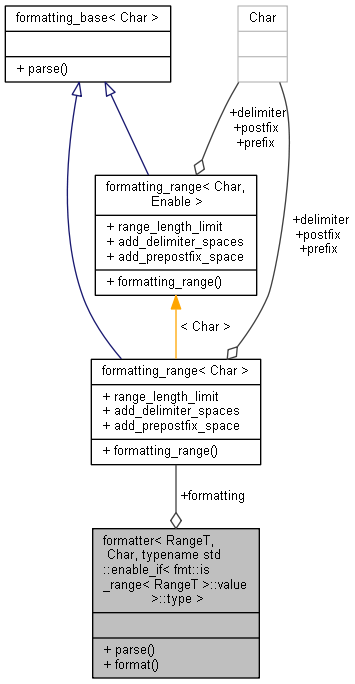 formatting_base< Char >
+ parse()
Char
+delimiter
+postfix
+prefix
formatting_range< Char,
Enable >
+ range_length_limit
+ add_delimiter_spaces
+ add_prepostfix_space
+ formatting_range()
+delimiter
+postfix
+prefix
< Char >
formatting_range< Char >
+ range_length_limit
+ add_delimiter_spaces
+ add_prepostfix_space
+ formatting_range()
+formatting
formatter< RangeT,
Char, typename std
::enable_if< fmt::is
_range< RangeT >::value
>::type >
+ parse()
+ format()